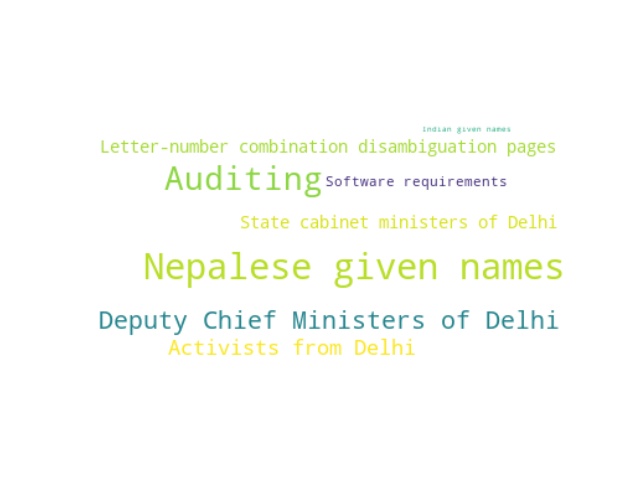 Indian given names
Letter-number combination disambiguation pages
Auditing Software requirements
State cabinet ministers of Delhi
Nepalese given names
Deputy Chief Ministers of Delhi
Activists from Delhi